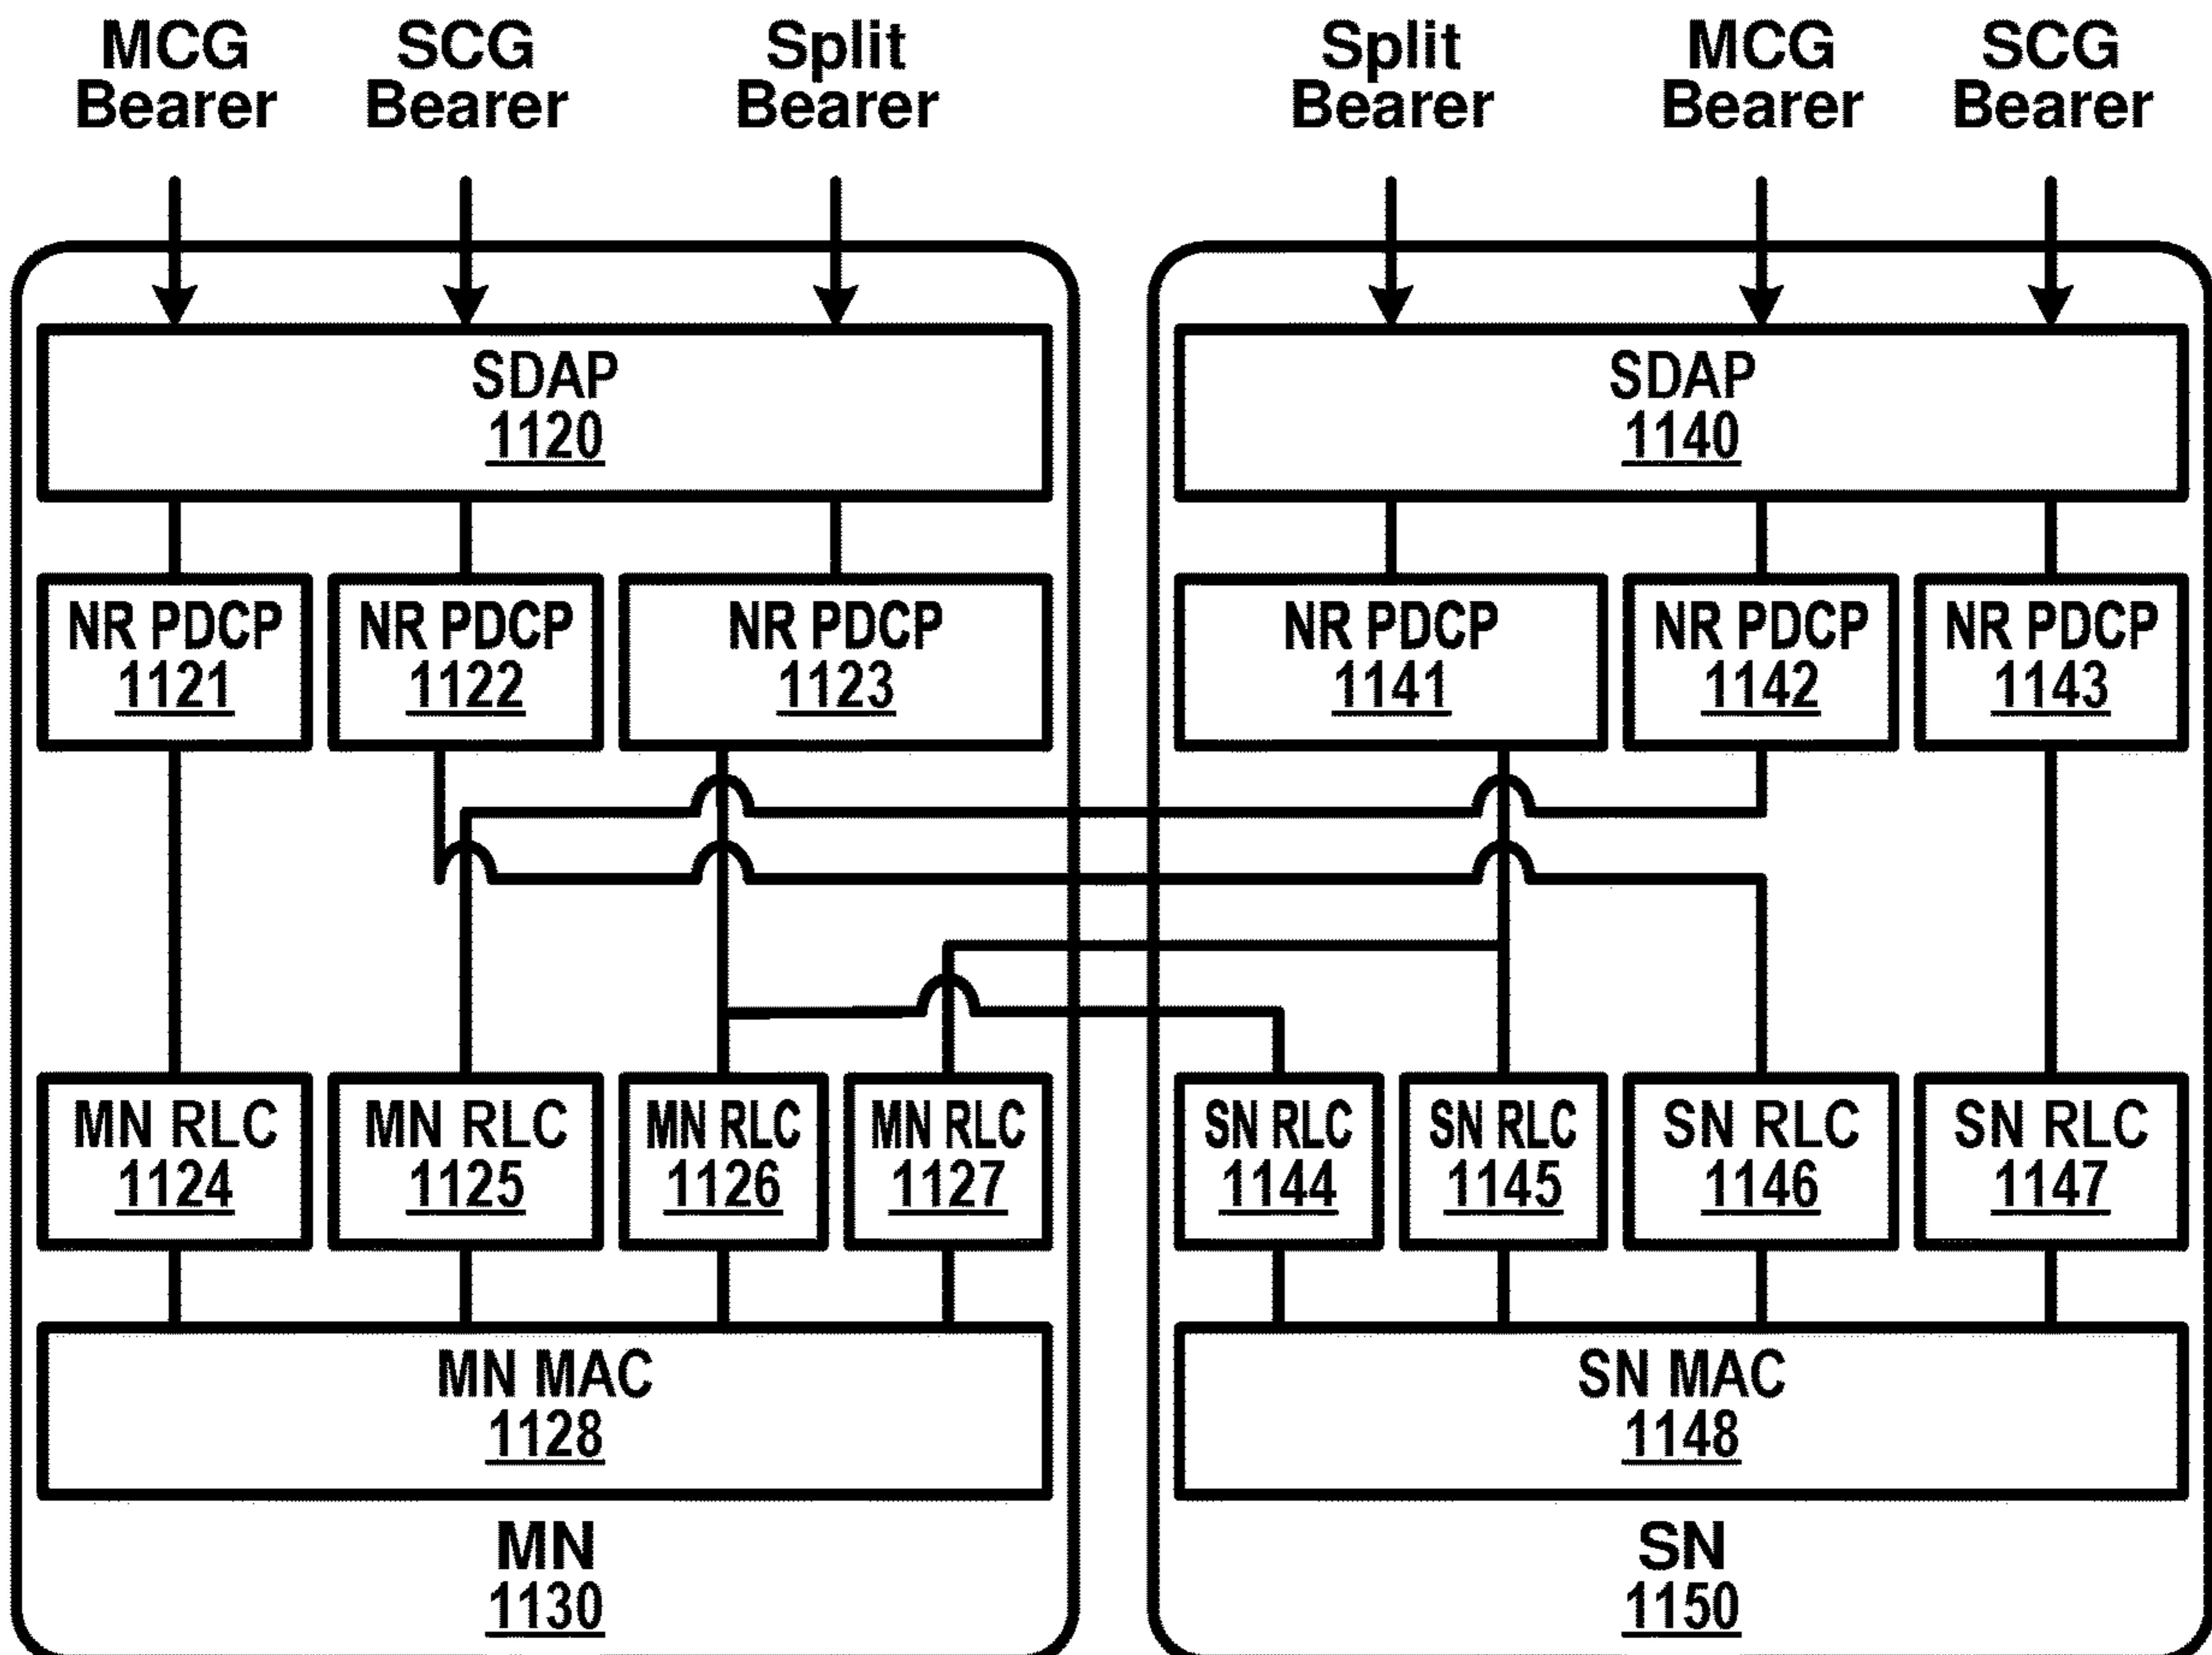 MCG
Bearer
SCG
Bearer
Split
Bearer
Split
Bearer
MCG
Bearer
SCG
Bearer
SDAP
1120
SDAP
1140
NR PDCP
1121
NR PDCP
1122
NR PDCP
1123
NR PDCP
1141
NR PDCP
1142
NR PDCP
1143
MN RLC
1124
MN RLC
1125
MN RLC
1126
MN RLC
1127
SN RLC
1144
SN RLC
1145
SN RLC
1146
SN RLC
1147
MN MAC
1128
SN MAC
1148
MN
1130
SN
1150